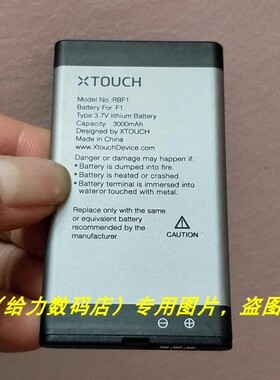 XTOUCH
Model No.:RBF1
Battery For F1
Type:3.7V lithium Battery
Capacity: 3000mAh
Designed by XTOUCH
Made in China
www.XtouchDevice.com
Danger or damage may occur if:
• Battery is dumped into fire.
• Battery is heated or crashed.
• Battery terminal is immersed into
wateror touched with metal.
Replace only with the same or
equivalent battery recommended by
the manufacturer.
CAUTION
(给力数码店)专用图片,盗图